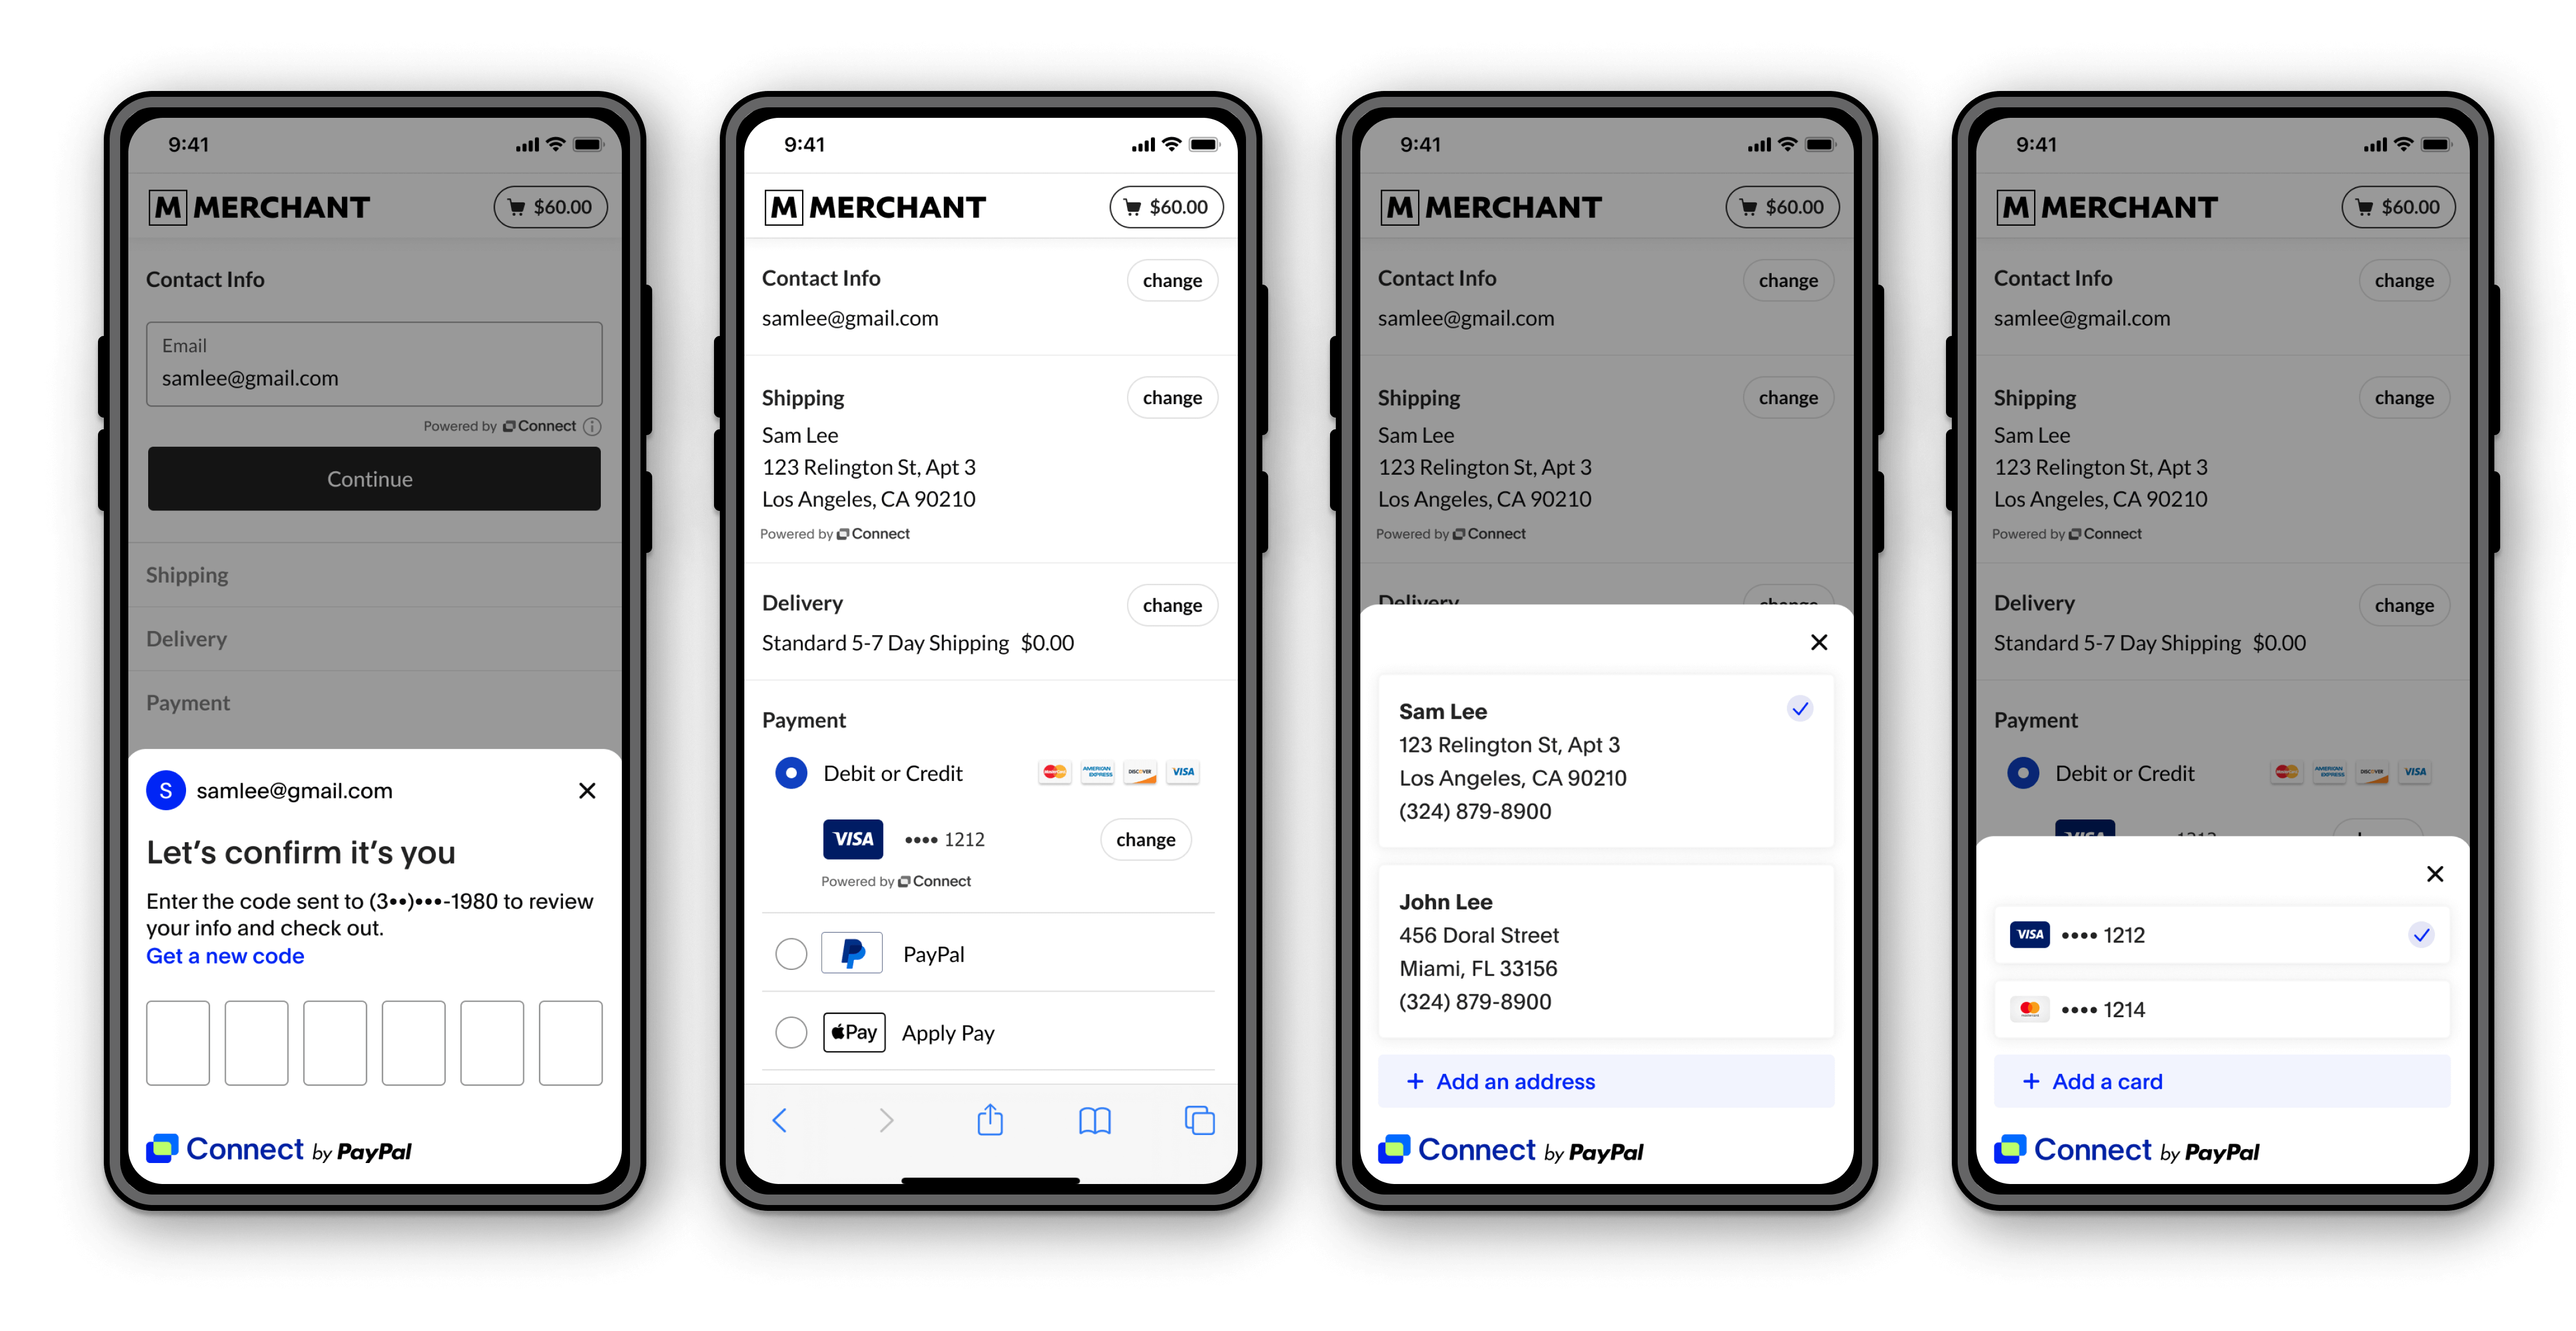 9:41
M MERCHANT
$60.00
Contact Info
Email
samlee@gmail.com
Powered by Connect
Continue
Shipping
Delivery
Payment
S samlee@gmail.com
Let's confirm it's you
Enter the code sent to (3••)•••-1980 to review
your info and check out.
Get a new code
Connect by PayPal
9:41
M MERCHANT
$60.00
Contact Info
change
samlee@gmail.com
Shipping
change
Sam Lee
123 Relington St, Apt 3
Los Angeles, CA 90210
Powered by Connect
Delivery
change
Standard 5-7 Day Shipping $0.00
Payment
Debit or Credit
AMERICAN EXPRESS
DISCOVER
VISA
VISA •••• 1212
change
Powered by Connect
PayPal
Pay Apply Pay
9:41
M MERCHANT
$60.00
Contact Info
change
samlee@gmail.com
Shipping
change
Sam Lee
123 Relington St, Apt 3
Los Angeles, CA 90210
Powered by Connect
Delivery
change
Sam Lee
123 Relington St, Apt 3
Los Angeles, CA 90210
(324) 879-8900
John Lee
456 Doral Street
Miami, FL 33156
(324) 879-8900
+ Add an address
Connect by PayPal
9:41
M MERCHANT
$60.00
Contact Info
change
samlee@gmail.com
Shipping
change
Sam Lee
123 Relington St, Apt 3
Los Angeles, CA 90210
Powered by Connect
Delivery
change
Standard 5-7 Day Shipping $0.00
Payment
Debit or Credit
AMERICAN EXPRESS
DISCOVER
VISA
VISA •••• 1212
•••• 1214
+ Add a card
Connect by PayPal